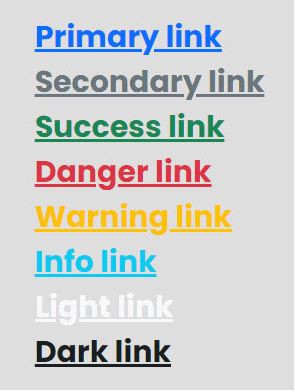 Primary link
Secondary link
Success link
Danger link
Warning link
Info link
Light link
Dark link